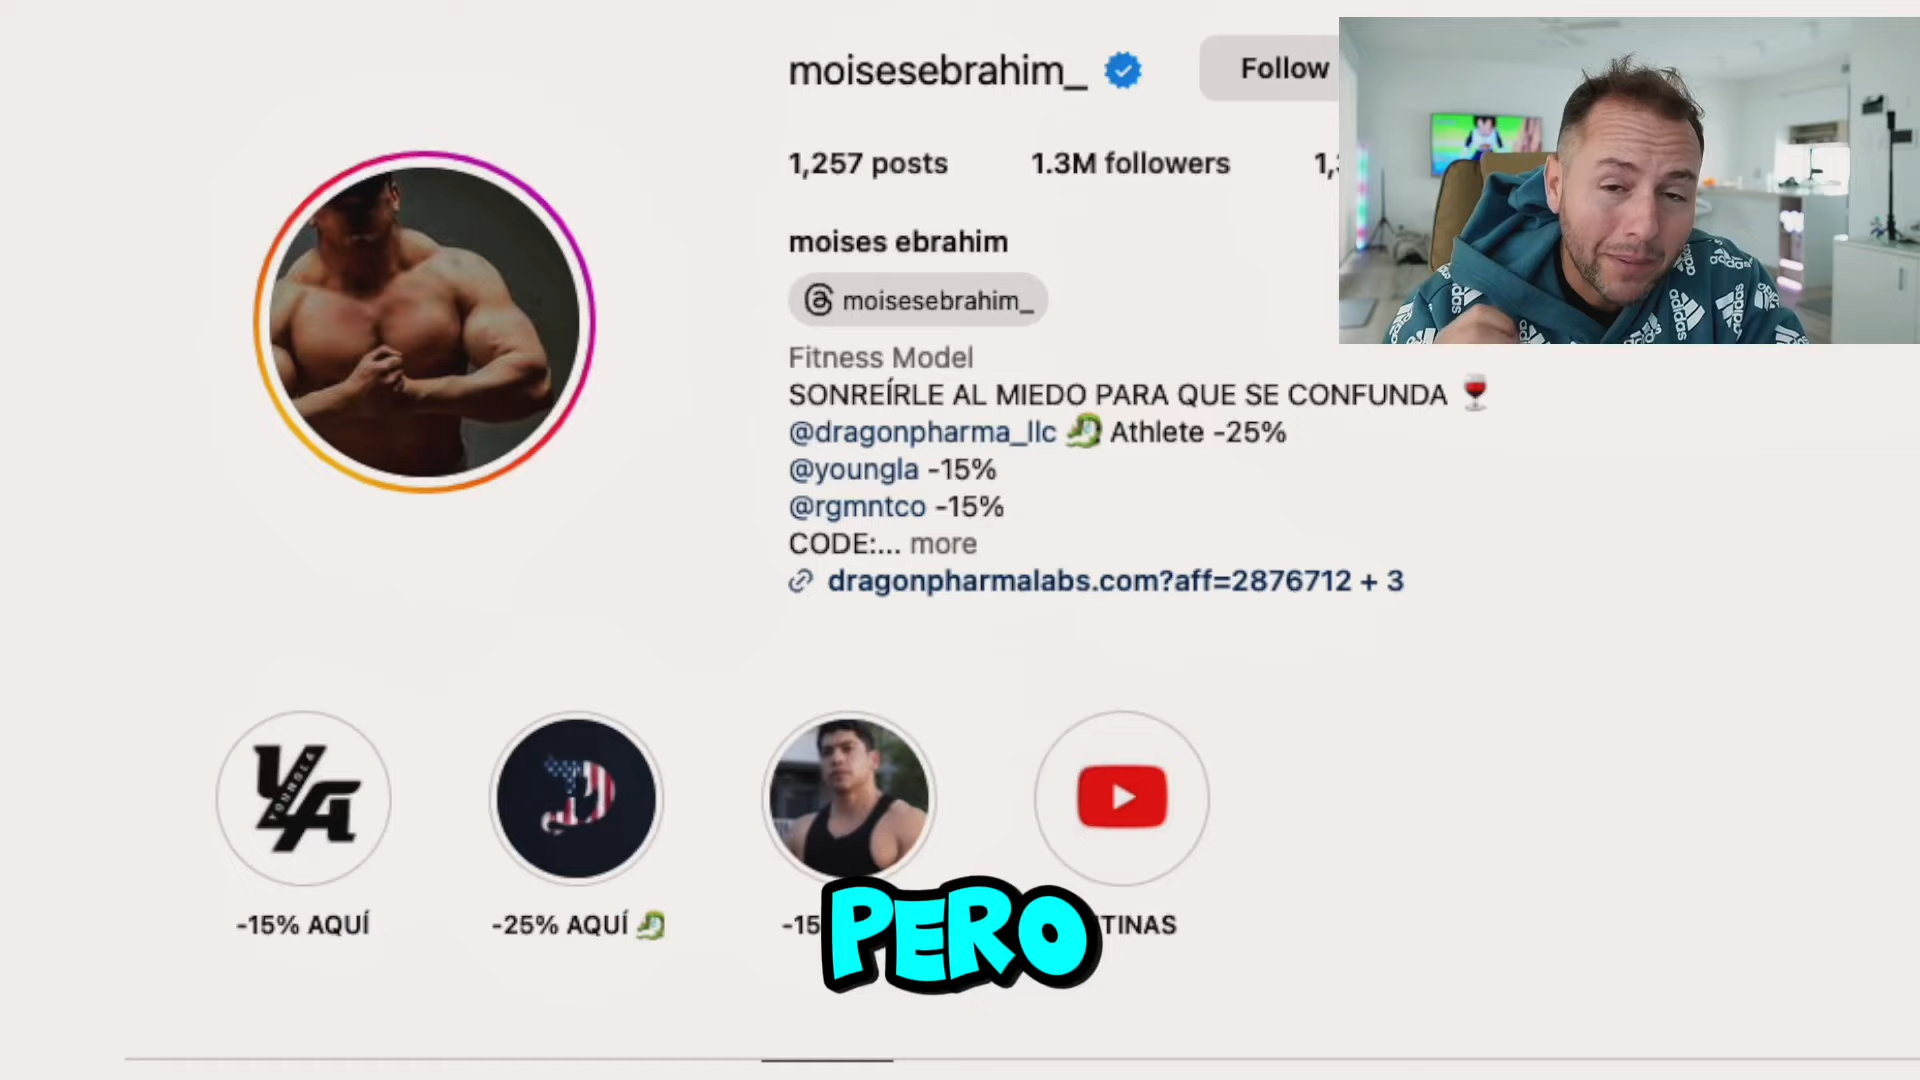 moisesebrahim_
Follow
1,257 posts
1.3M followers
moises ebrahim
moisesebrahim_
Fitness Model
SONREÍRLE AL MIEDO PARA QUE SE CONFUNDA 🍷
@dragonpharma_llc 🐉 Athlete -25%
@youngla -15%
@rgmntco -15%
CODE:... more
dragonpharmalabs.com?aff=2876712 + 3
adidas
YOUNGLA
-15% AQUÍ
-25% AQUÍ 🐉
PERO